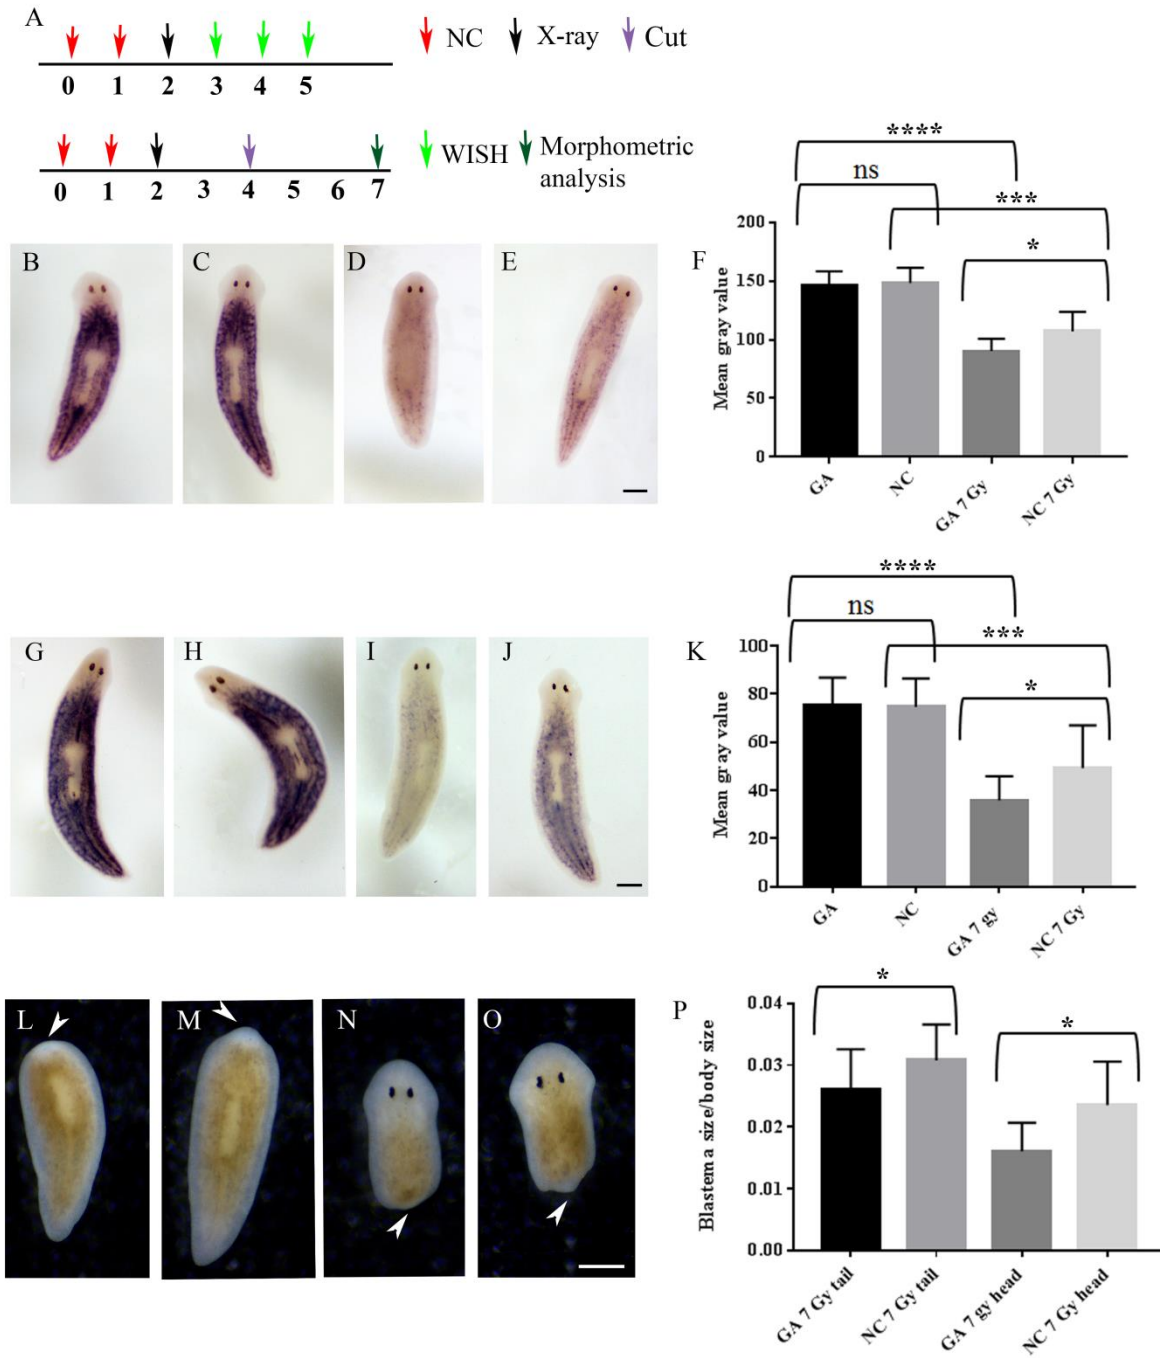 A
NC
X-ray
Cut
0 1 2 3 4 5
WISH
Morphometric
analysis
0 1 2 3 4 5 6 7
B
C
D
E
F
****
ns
***
*
200
150
100
50
0
Mean gray value
GA
NC
GA 7 Gy
NC 7 Gy
G
H
I
J
K
****
ns
***
*
100
80
60
40
20
0
Mean gray value
GA
NC
GA 7 gy
NC 7 Gy
L
M
N
O
P
*
*
0.04
0.03
0.02
0.01
0.00
Blastema size/body size
GA 7 Gy tail
NC 7 Gy tail
GA 7 gy head
NC 7 Gy head